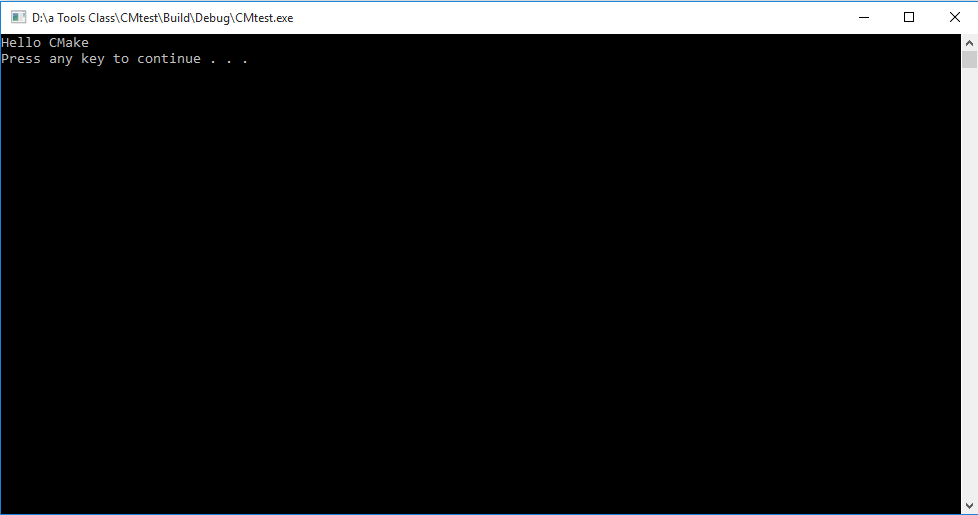 D:\a Tools Class\CMtest\Build\Debug\CMtest.exe
Hello CMake
Press any key to continue . . .